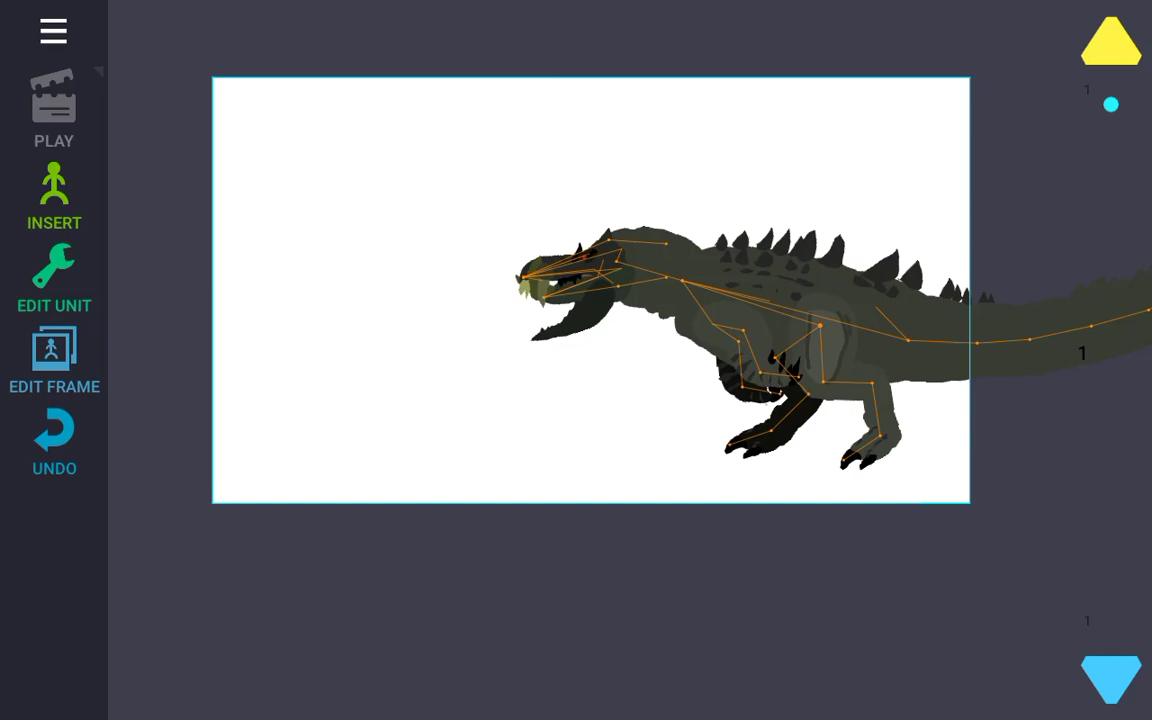 PLAY
INSERT
EDIT UNIT
EDIT FRAME
UNDO
1
1
1